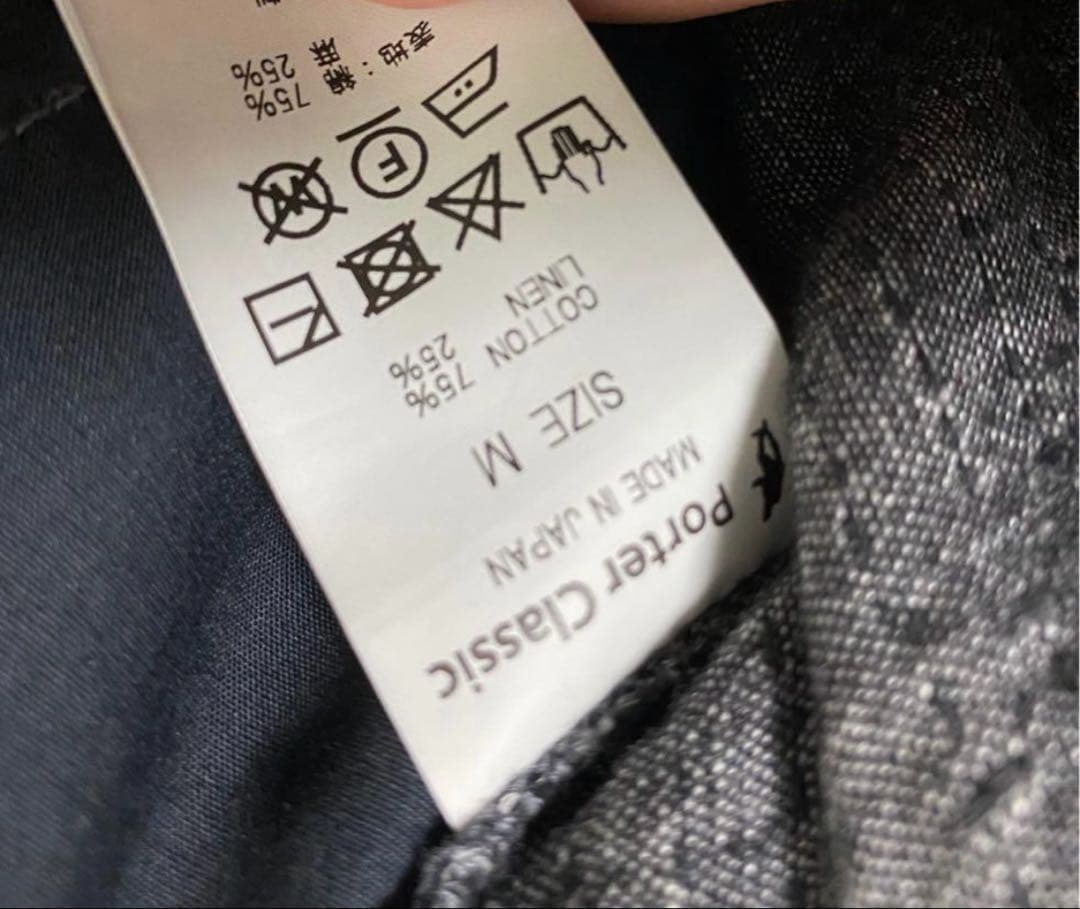 Porter Classic
MADE IN JAPAN
SIZE M
COTTON 75%
LINEN 25%
F
W
表地：綿 75%
麻 25%